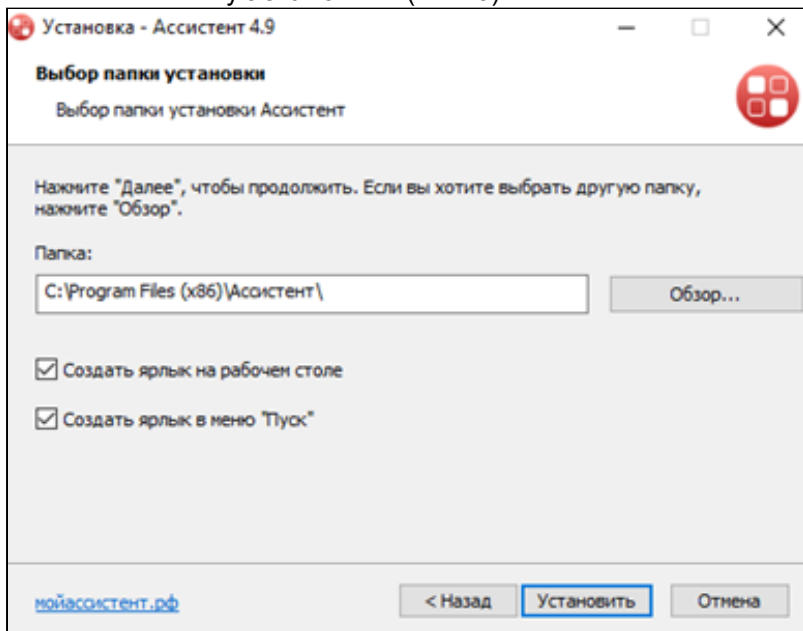 Установка - Ассистент 4.9
Выбор папки установки
Выбор папки установки Ассистент
Нажмите "Далее", чтобы продолжить. Если вы хотите выбрать другую папку,
нажмите "Обзор".
Папка:
C:\Program Files (x86)\Ассистент\
Обзор...
Создать ярлык на рабочем столе
Создать ярлык в меню "Пуск"
мойассистент.рф
< Назад
Установить
Отмена